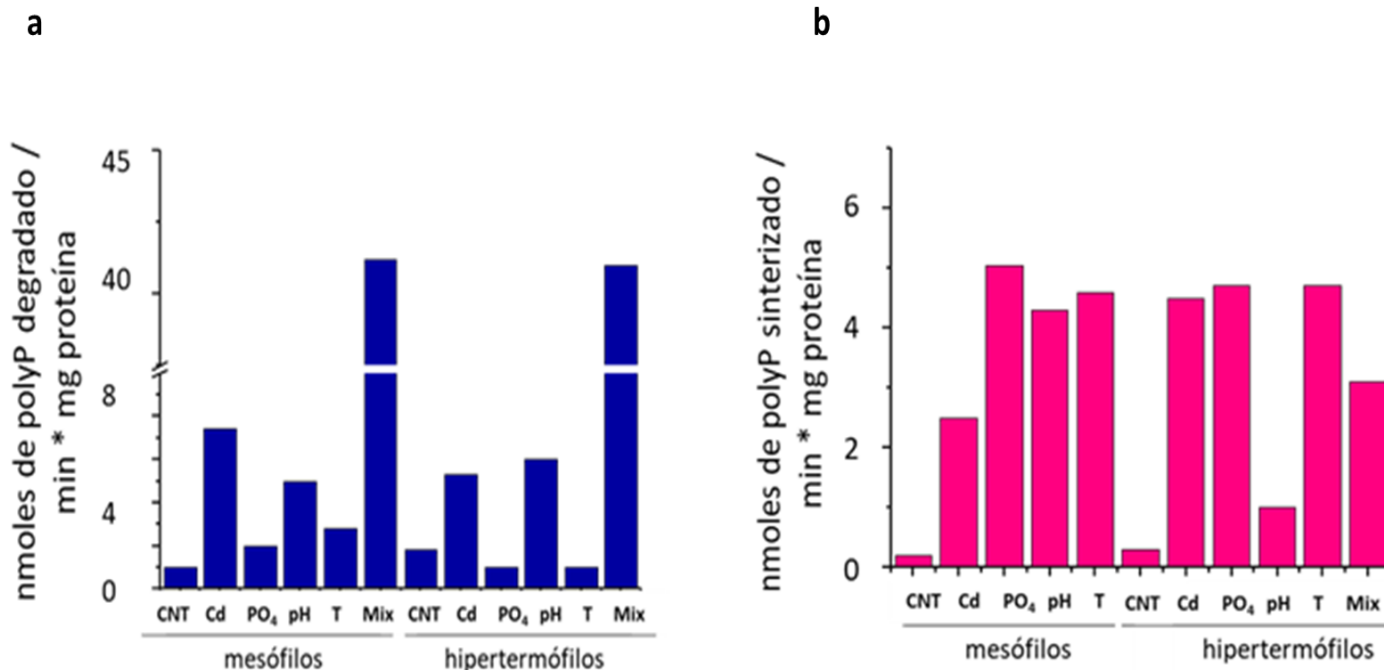 a
b
nmoles de polyP degradado /
min * mg proteína
45
40
8
4
0
CNT Cd PO₄ pH T Mix CNT Cd PO₄ pH T Mix
mesófilos hipertermófilos
nmoles de polyP sinterizado /
min * mg proteína
6
4
2
0
CNT Cd PO₄ pH T CNT Cd PO₄ pH T Mix
mesófilos hipertermófilos